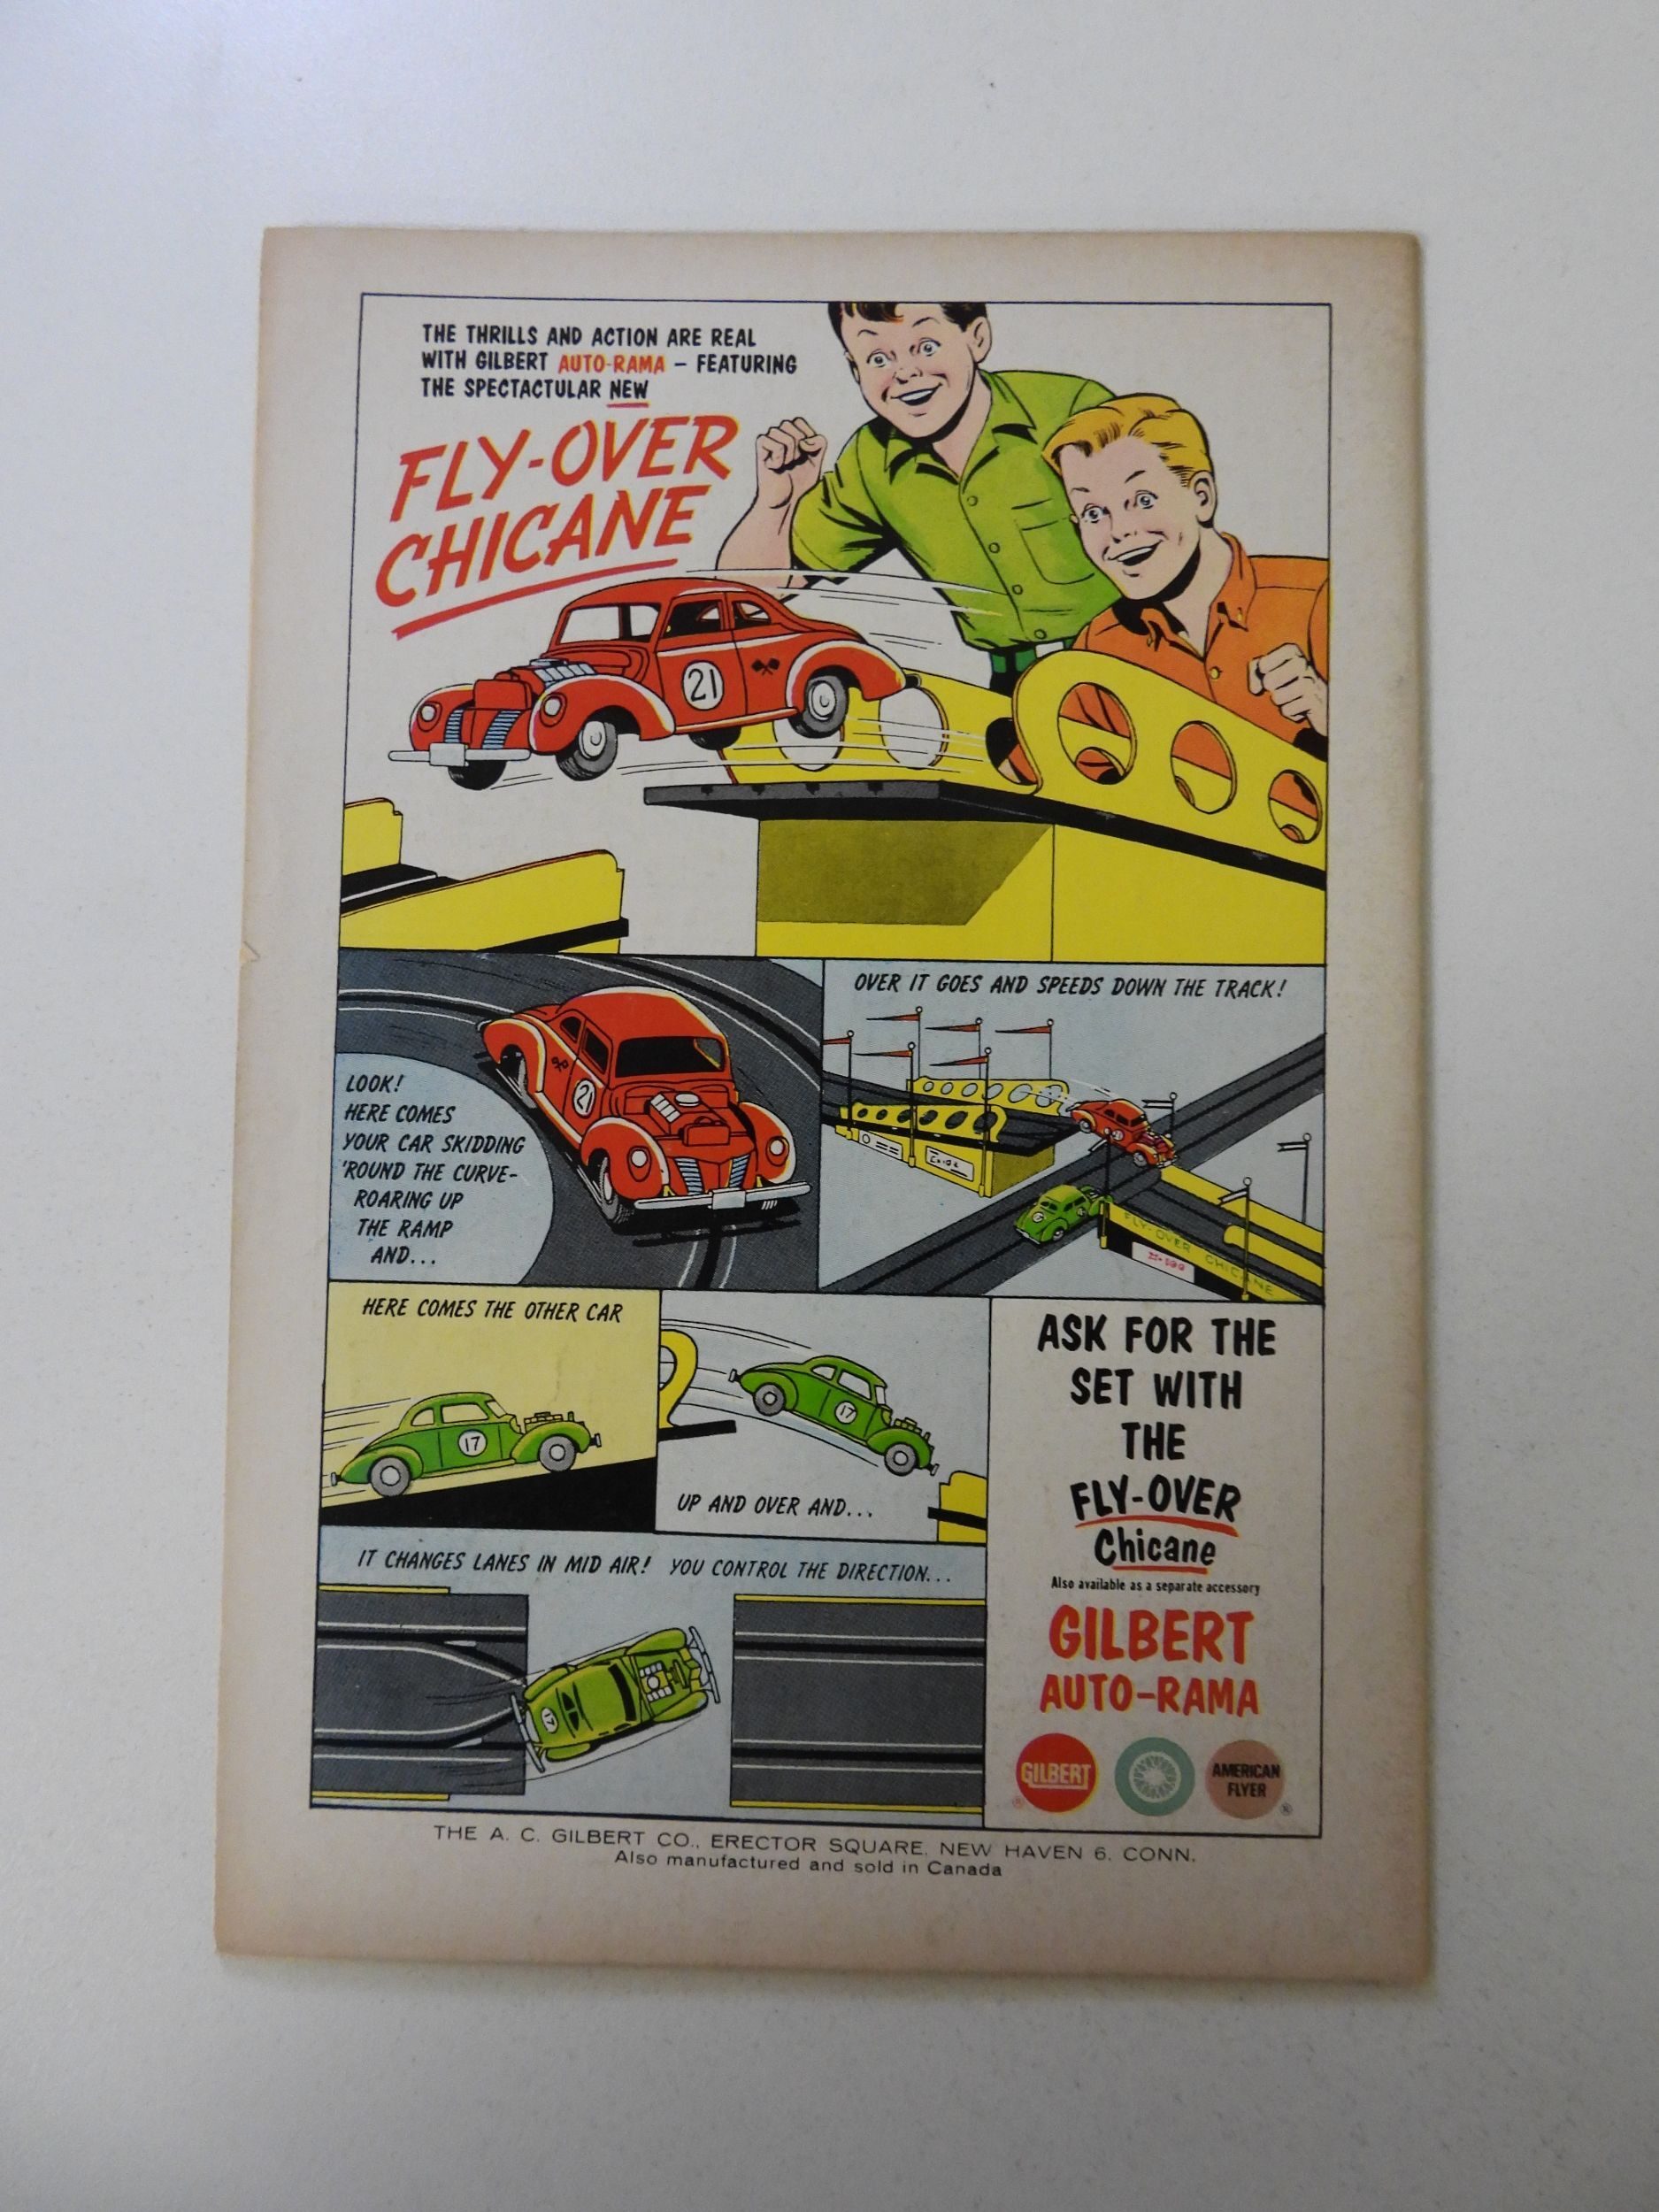 THE THRILLS AND ACTION ARE REAL
WITH GILBERT AUTO-RAMA – FEATURING
THE SPECTACTULAR NEW
FLY-OVER
CHICANE
21
LOOK!
HERE COMES
YOUR CAR SKIDDING
'ROUND THE CURVE-
ROARING UP
THE RAMP
AND...
21
OVER IT GOES AND SPEEDS DOWN THE TRACK!
FLY-OVER CHICANE
HERE COMES THE OTHER CAR
17
17
UP AND OVER AND...
IT CHANGES LANES IN MID AIR! YOU CONTROL THE DIRECTION...
17
ASK FOR THE
SET WITH
THE
FLY-OVER
Chicane
Also available as a separate accessory
GILBERT
AUTO-RAMA
GILBERT
®
AMERICAN
FLYER
®
THE A. C. GILBERT CO., ERECTOR SQUARE, NEW HAVEN 6, CONN.
Also manufactured and sold in Canada